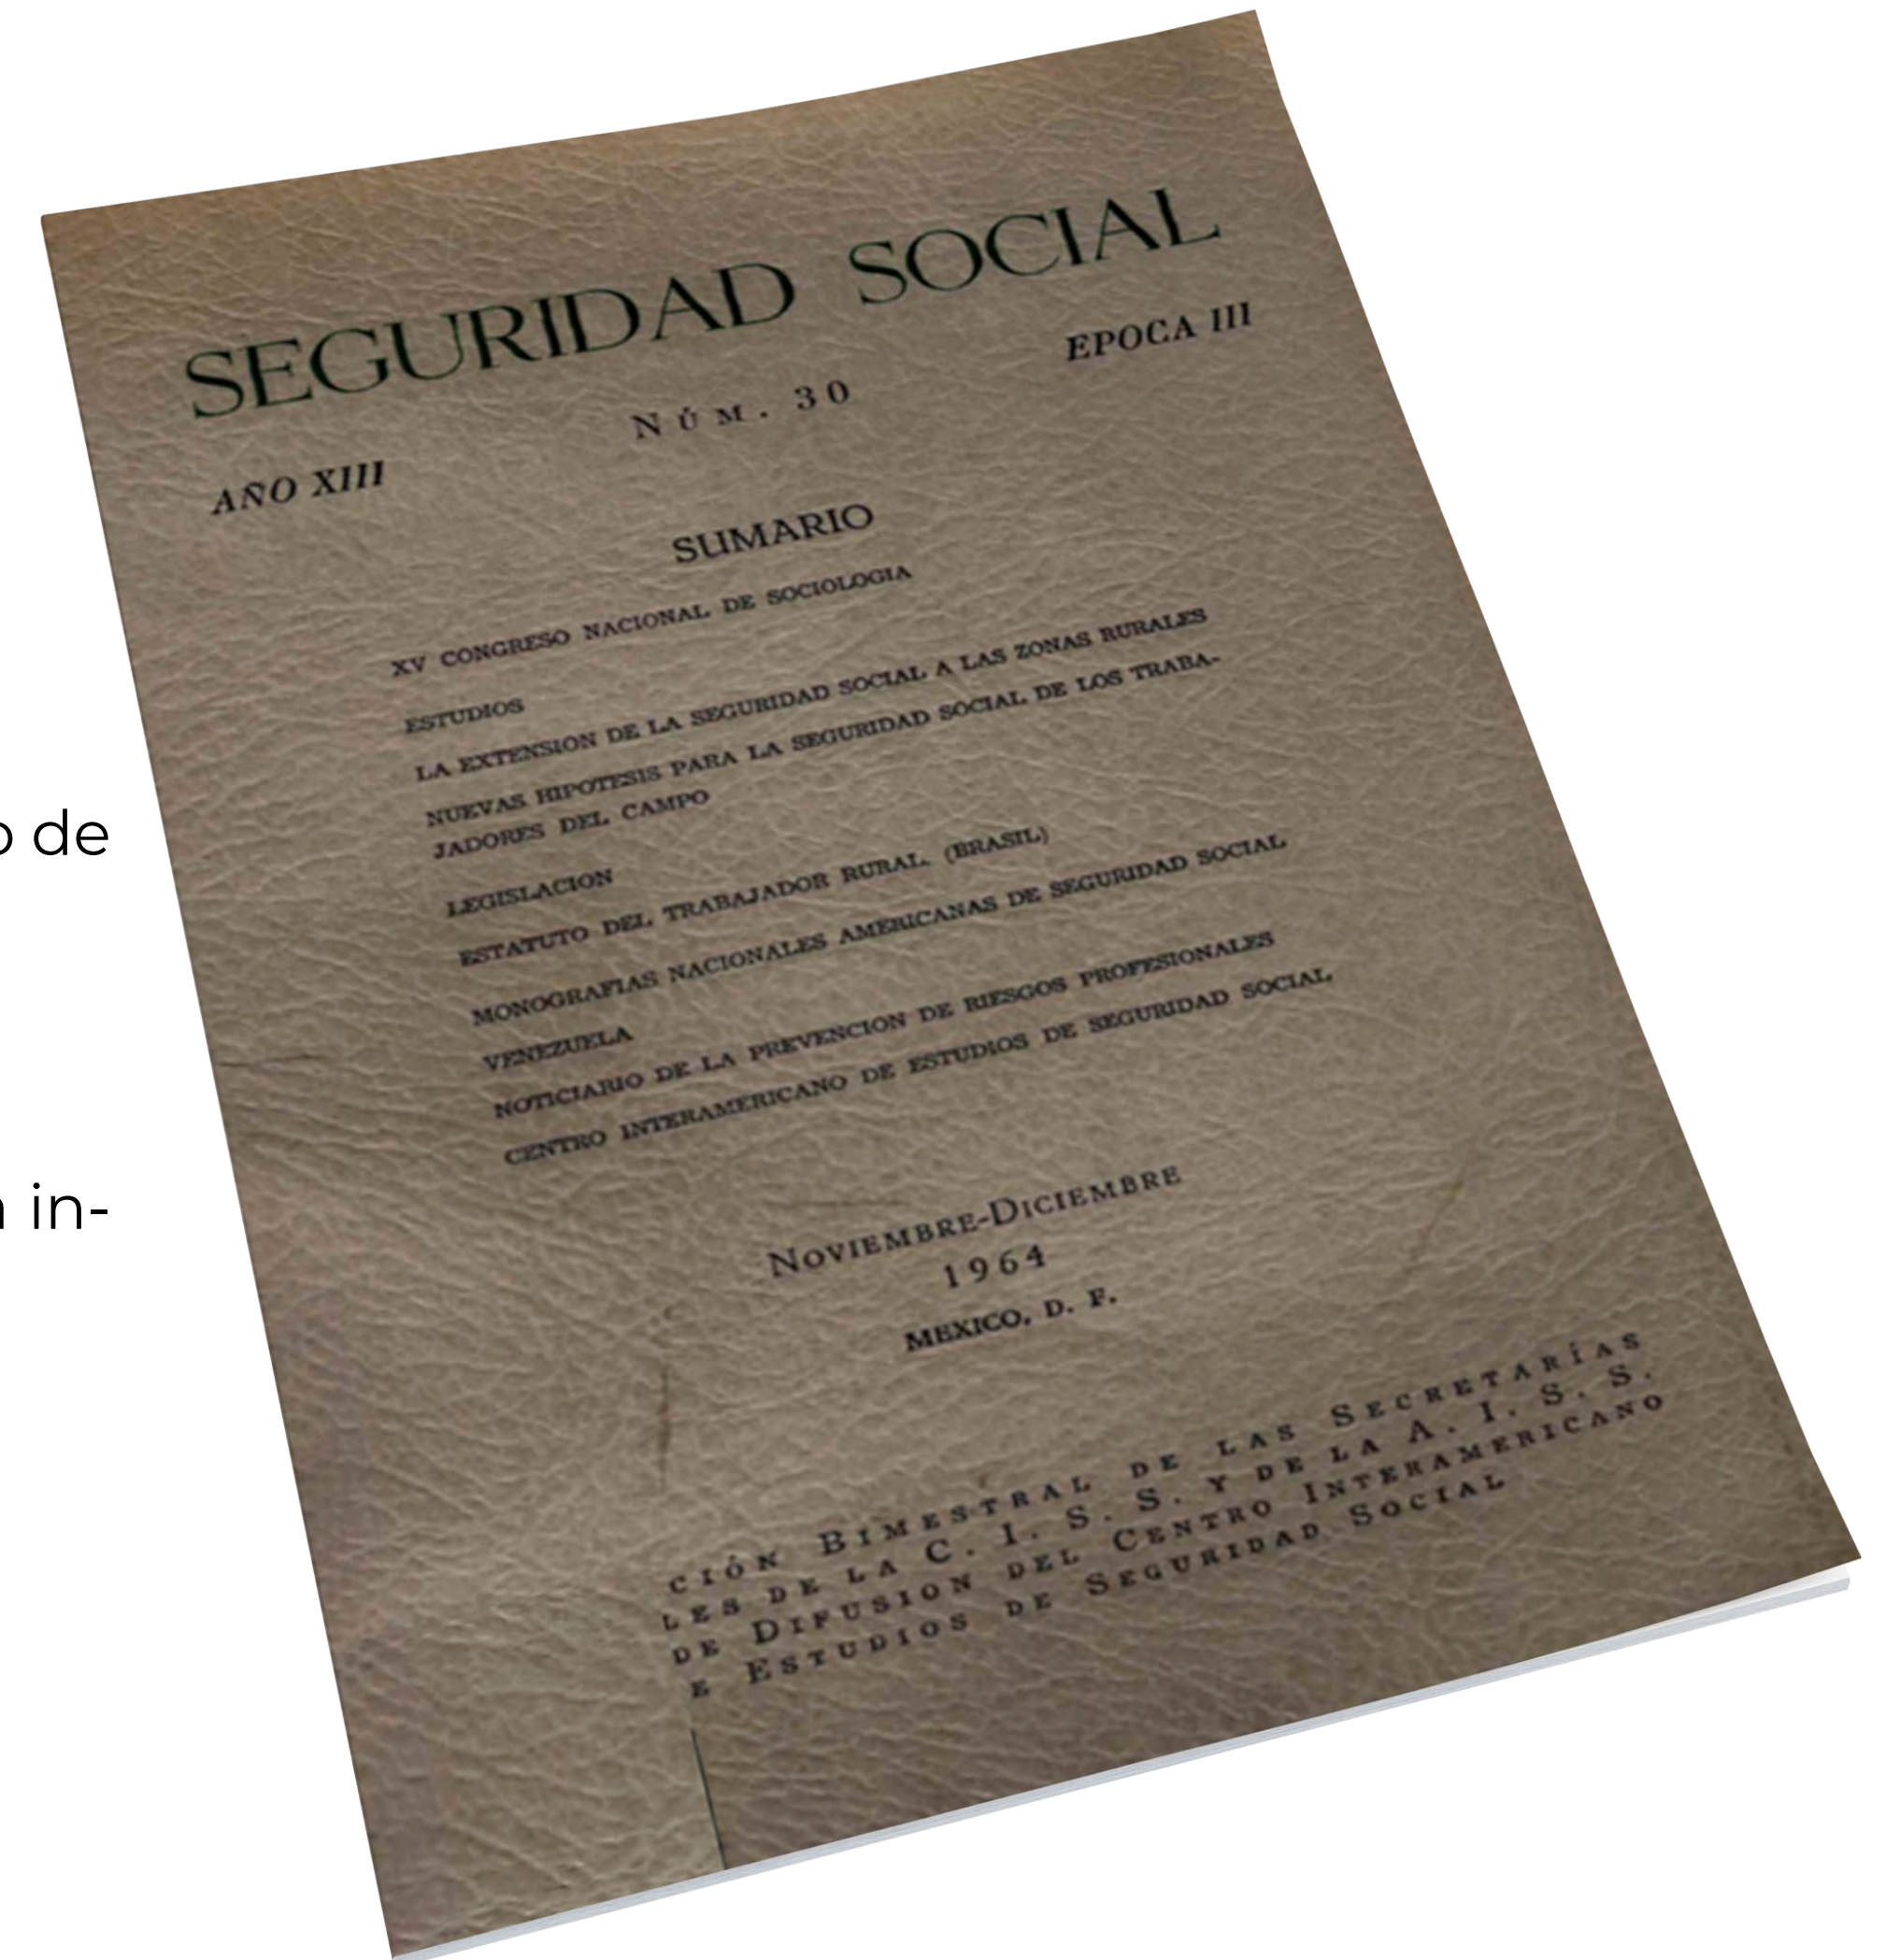 SEGURIDAD SOCIAL
AÑO XIII
NÚM. 30
EPOCA III
SUMARIO
XV CONGRESO NACIONAL DE SOCIOLOGIA
ESTUDIOS
LA EXTENSION DE LA SEGURIDAD SOCIAL A LAS ZONAS RURALES
NUEVAS HIPOTESIS PARA LA SEGURIDAD SOCIAL DE LOS TRABA-
JADORES DEL CAMPO
LEGISLACION
ESTATUTO DEL TRABAJADOR RURAL (BRASIL)
MONOGRAFIAS NACIONALES AMERICANAS DE SEGURIDAD SOCIAL
VENEZUELA
NOTICIARIO DE LA PREVENCION DE RIESGOS PROFESIONALES
CENTRO INTERAMERICANO DE ESTUDIOS DE SEGURIDAD SOCIAL
NOVIEMBRE-DICIEMBRE
1964
MEXICO, D. F.
CIÓN BIMESTRAL DE LAS SECRETARÍAS
LES DE LA C. I. S. S. Y DE LA A. I. S. S.
DE DIFUSION DEL CENTRO INTERAMERICANO
E ESTUDIOS DE SEGURIDAD SOCIAL
o de
in-